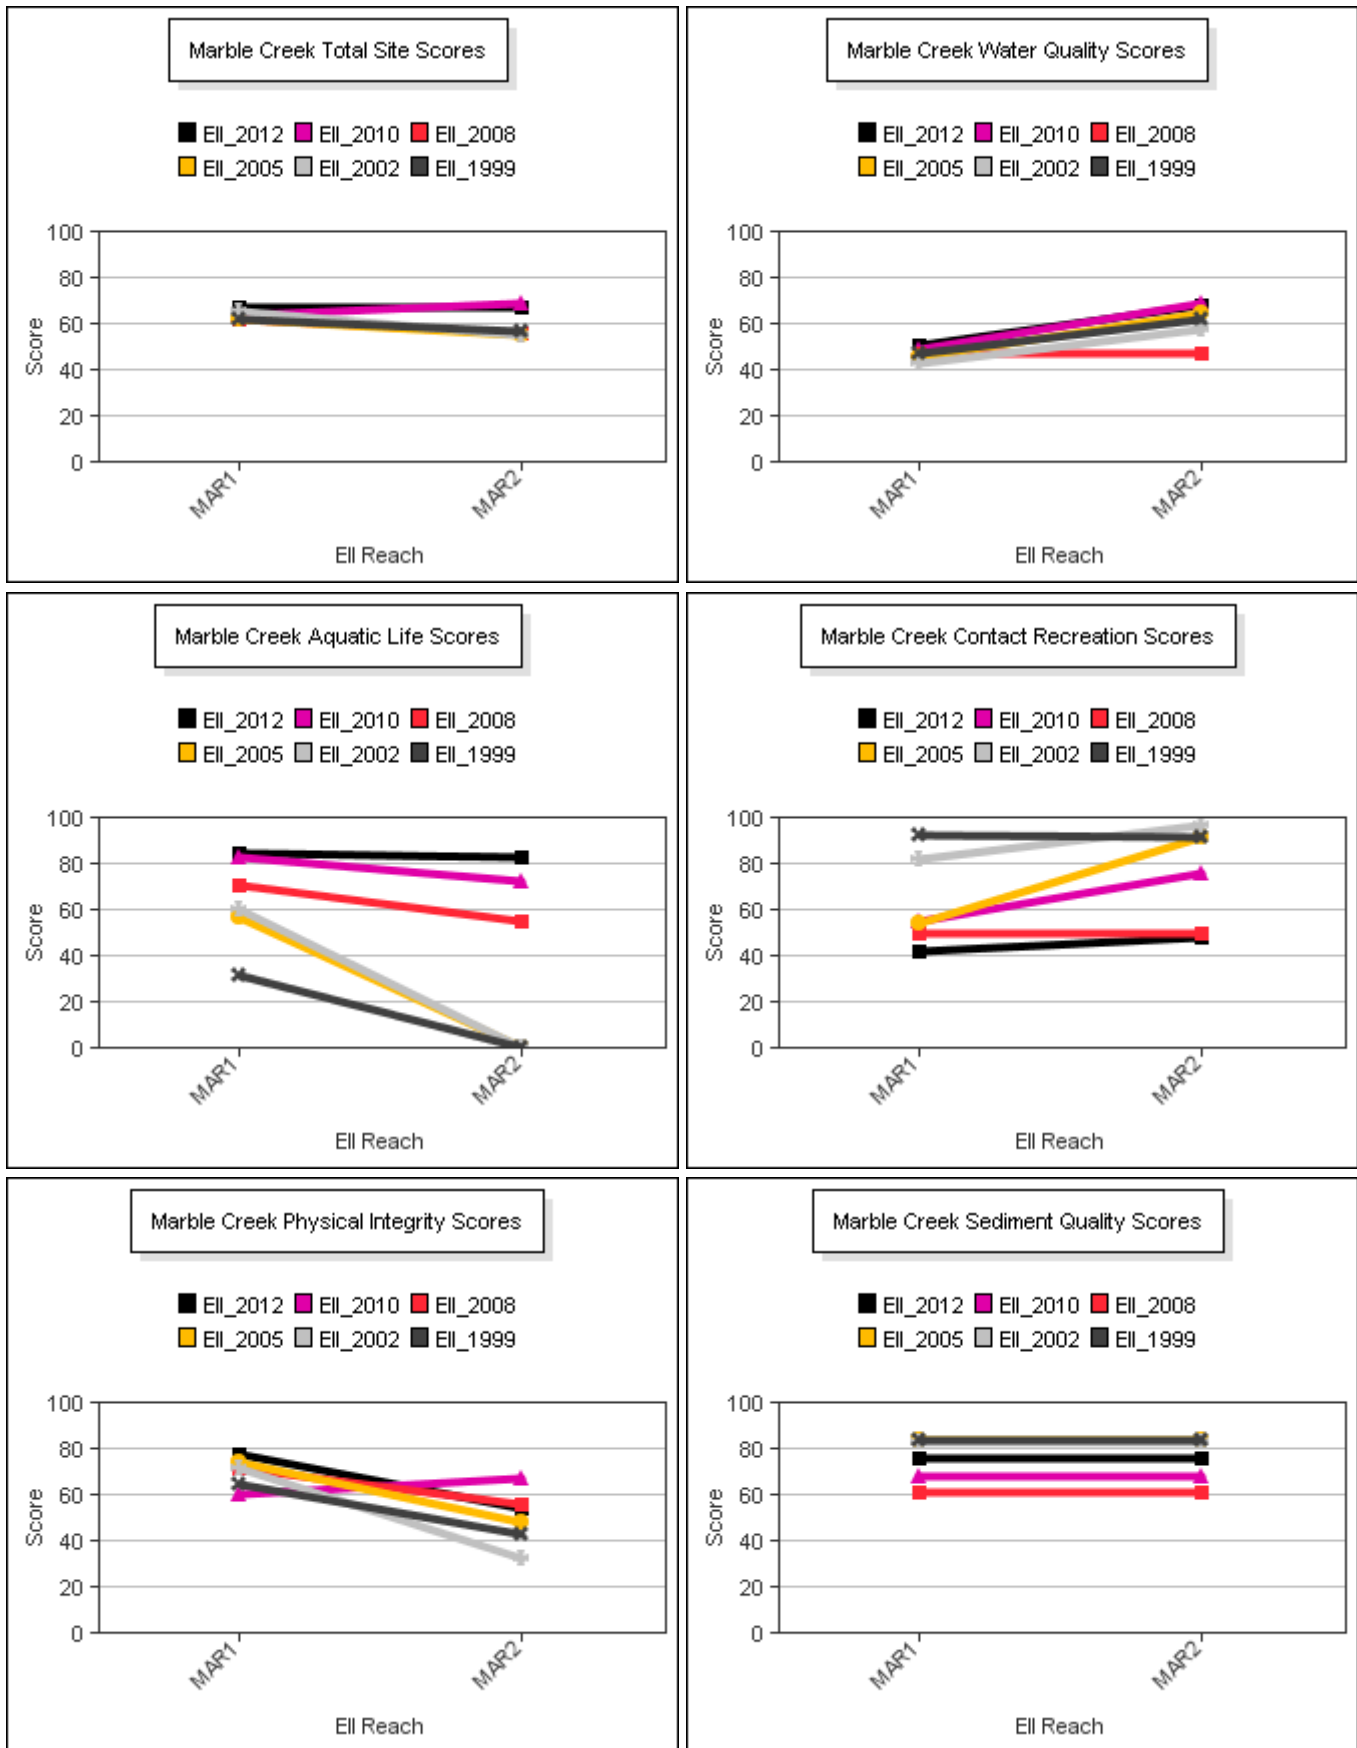 Marble Creek Total Site Scores
EII_2012 EII_2010 EII_2008
EII_2005 EII_2002 EII_1999
100
80
60
40
20
0
Score
MAR1 MAR2
EII Reach
Marble Creek Water Quality Scores
EII_2012 EII_2010 EII_2008
EII_2005 EII_2002 EII_1999
100
80
60
40
20
0
Score
MAR1 MAR2
EII Reach
Marble Creek Aquatic Life Scores
EII_2012 EII_2010 EII_2008
EII_2005 EII_2002 EII_1999
100
80
60
40
20
0
Score
MAR1 MAR2
EII Reach
Marble Creek Contact Recreation Scores
EII_2012 EII_2010 EII_2008
EII_2005 EII_2002 EII_1999
100
80
60
40
20
0
Score
MAR1 MAR2
EII Reach
Marble Creek Physical Integrity Scores
EII_2012 EII_2010 EII_2008
EII_2005 EII_2002 EII_1999
100
80
60
40
20
0
Score
MAR1 MAR2
EII Reach
Marble Creek Sediment Quality Scores
EII_2012 EII_2010 EII_2008
EII_2005 EII_2002 EII_1999
100
80
60
40
20
0
Score
MAR1 MAR2
EII Reach